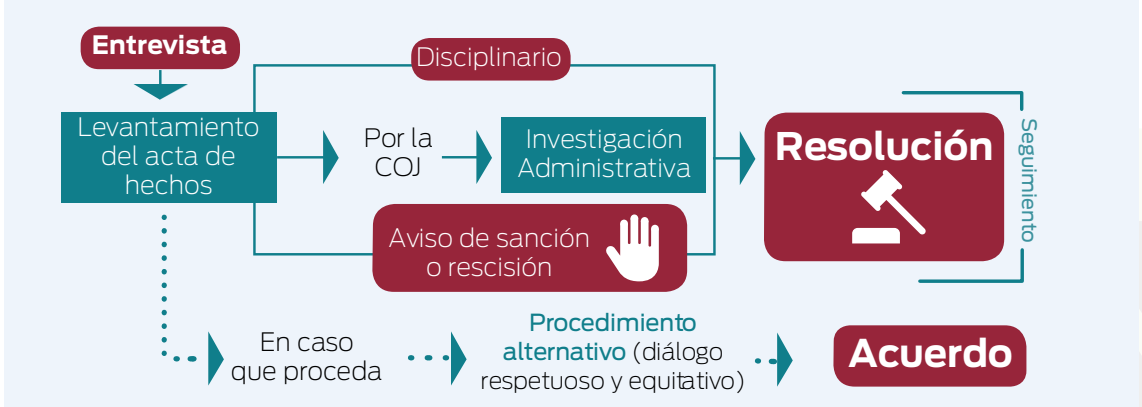 Entrevista
Levantamiento
del acta de
hechos
Disciplinario
Por la
COJ
Investigación
Administrativa
Aviso de sanción
o rescisión
Resolución
Seguimiento
En caso
que proceda
Procedimiento
alternativo (diálogo
respetuoso y equitativo)
Acuerdo